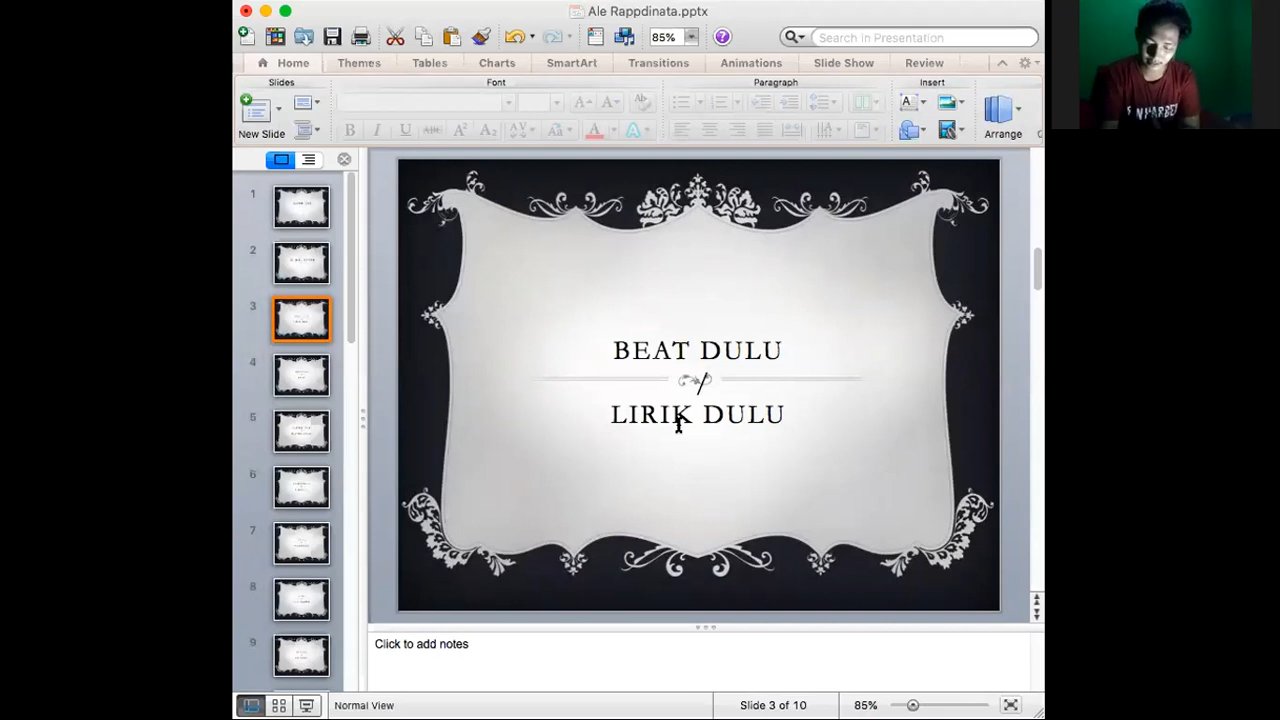 Ale Rappdinata.pptx
85%
Search in Presentation
Home Themes Tables Charts SmartArt Transitions Animations Slide Show Review
Slides Font Paragraph Insert
New Slide
Arrange
1
2
3
4
5
6
7
8
9
BEAT DULU
/
LIRIK DULU
Click to add notes
Normal View Slide 3 of 10 85%